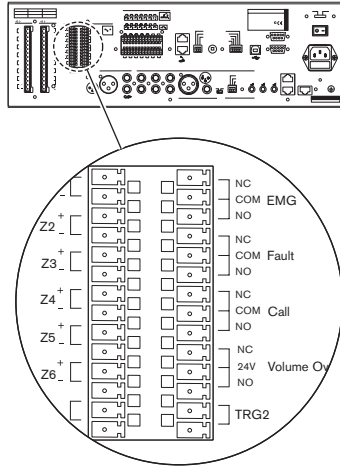 NC
COM EMG
NO
Z2 + -
NC
COM Fault
Z3 + -
NO
Z4 + -
NC
COM Call
Z5 + -
NO
NC
Z6 + -
24V Volume Ov
NO
TRG2